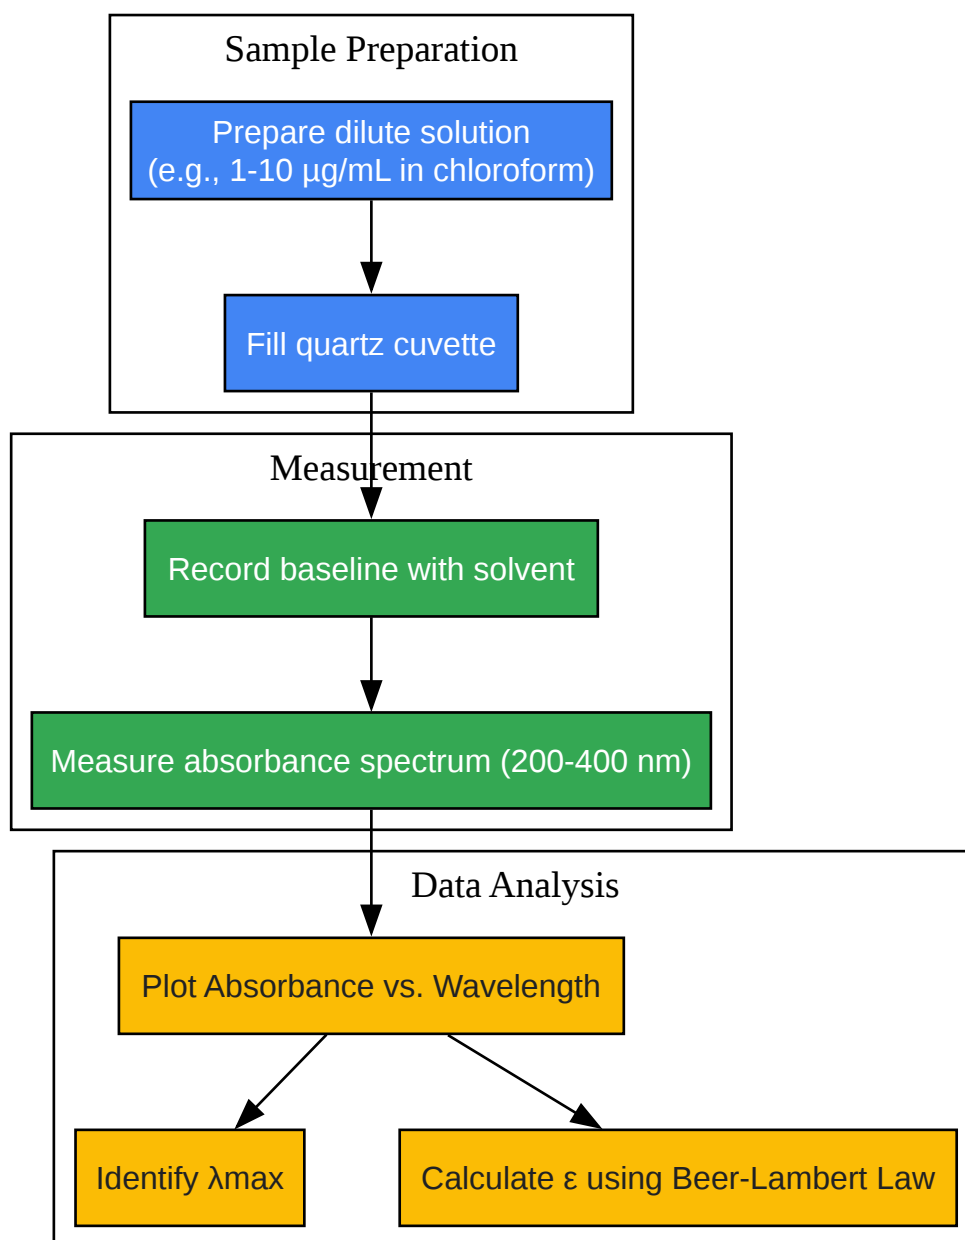 Sample Preparation
Prepare dilute solution
(e.g., 1-10 µg/mL in chloroform)
Fill quartz cuvette
Measurement
Record baseline with solvent
Measure absorbance spectrum (200-400 nm)
Data Analysis
Plot Absorbance vs. Wavelength
Identify λmax
Calculate ε using Beer-Lambert Law